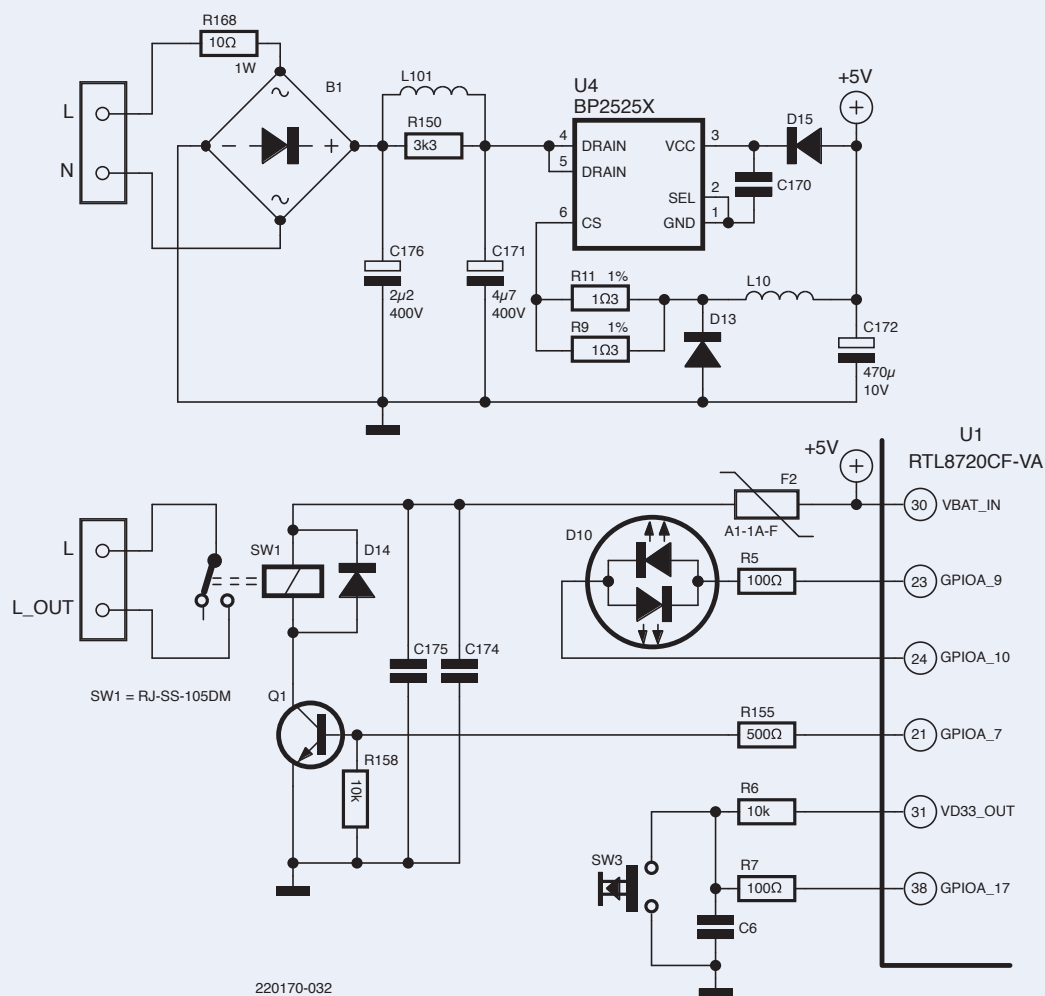 R168
10Ω
1W
L
N
B1
~
− +
~
L101
R150
3k3
C176
2µ2
400V
C171
4µ7
400V
U4
BP2525X
4 DRAIN
5 DRAIN
6 CS
VCC 3
SEL 2
GND 1
D15
+5V
+
C170
R11 1%
1Ω3
R9 1%
1Ω3
D13
L10
C172
470µ
10V
L
L_OUT
SW1
D14
SW1 = RJ-SS-105DM
Q1
R158
10k
C175
C174
D10
F2
A1-1A-F
+5V
+
U1
RTL8720CF-VA
30 VBAT_IN
R5
100Ω
23 GPIOA_9
24 GPIOA_10
R155
500Ω
21 GPIOA_7
R6
10k
31 VD33_OUT
SW3
R7
100Ω
38 GPIOA_17
C6
220170-032